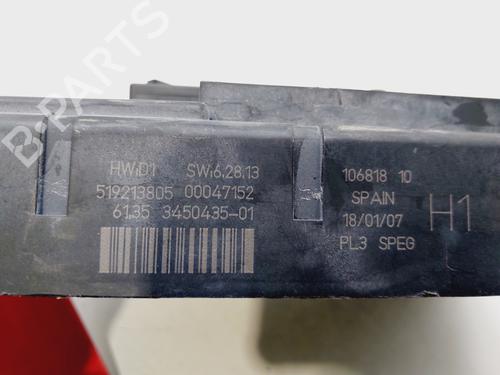 HW:D1 SW:6.28.13
519213805 00047152
61.35 3450435-01
106818 10
SPAIN
18/01/07
PL3 SPEG
H1